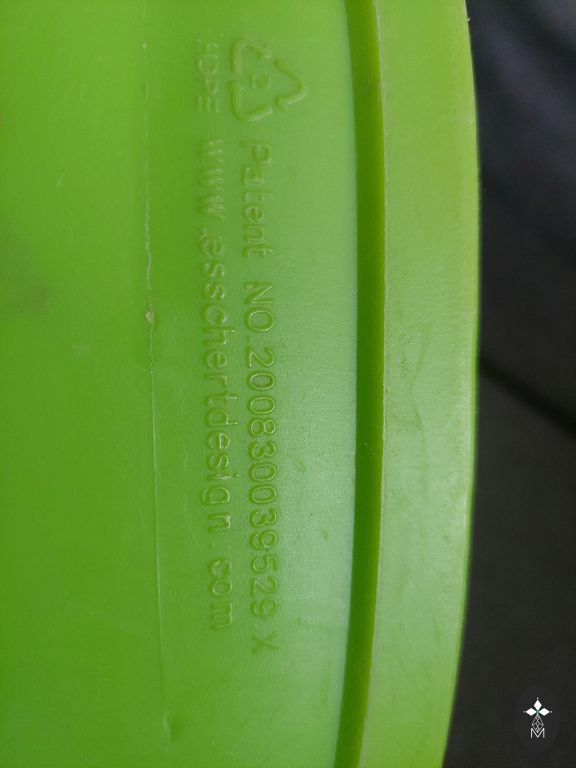 2
Patent NO.200830039529.X
HDPE www.esschertdesign.com
M